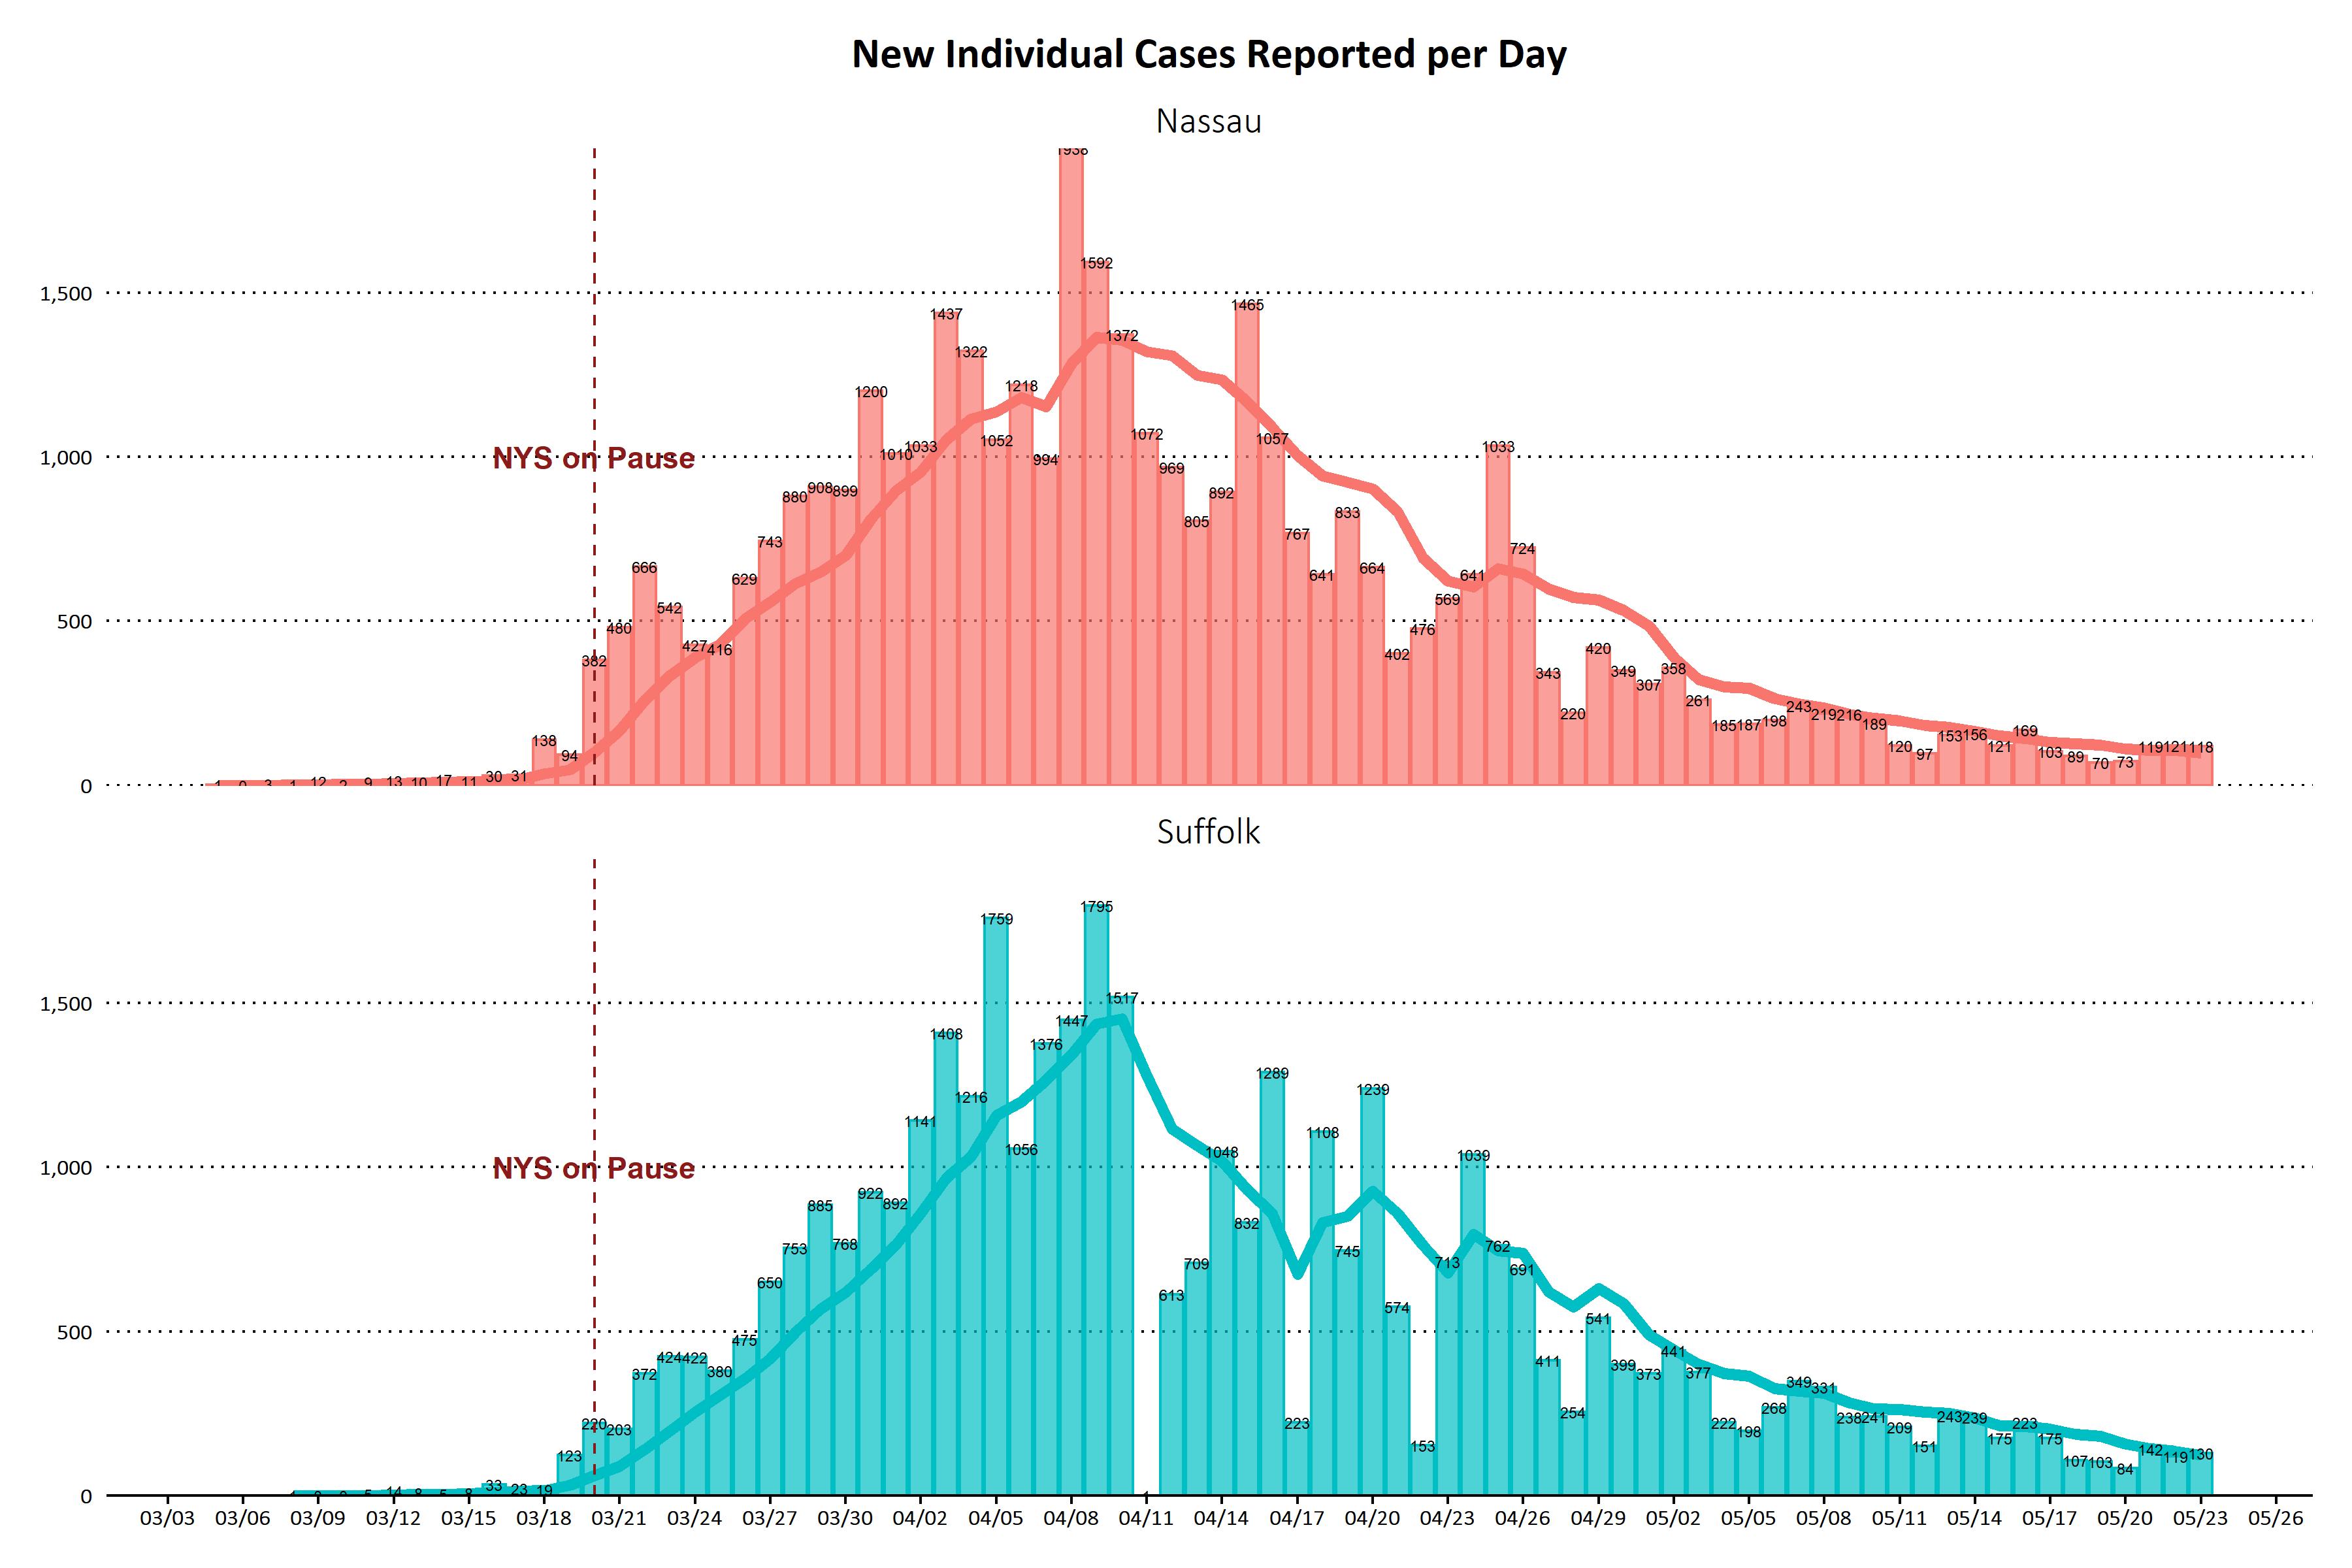 New Individual Cases Reported per Day
Nassau
1,500
1,000
500
0
NYS on Pause
1 0 3 1 12 2 9 13 10 17 11 30 31 138 94 382 480 666 542 427 416 629 743 880 908 899 1200 1010 1033 1437 1322 1052 1218 994 1938 1592 1372 1072 969 805 892 1465 1057 767 641 833 664 402 476 569 641 1033 724 343 220 420 349 307 358 261 185 187 198 243 219 216 189 120 97 153 156 121 169 103 89 70 73 119 121 118
Suffolk
1,500
1,000
500
0
NYS on Pause
14 8 5 8 33 23 19 123 220 203 372 424 422 380 475 650 753 885 768 922 892 1141 1408 1216 1759 1056 1376 1447 1795 1517 1 613 709 1048 832 1289 223 1108 745 1239 574 153 713 1039 762 691 411 254 541 399 373 441 377 222 198 268 349 331 238 241 209 151 243 239 175 223 175 107 103 84 142 119 130
03/03 03/06 03/09 03/12 03/15 03/18 03/21 03/24 03/27 03/30 04/02 04/05 04/08 04/11 04/14 04/17 04/20 04/23 04/26 04/29 05/02 05/05 05/08 05/11 05/14 05/17 05/20 05/23 05/26